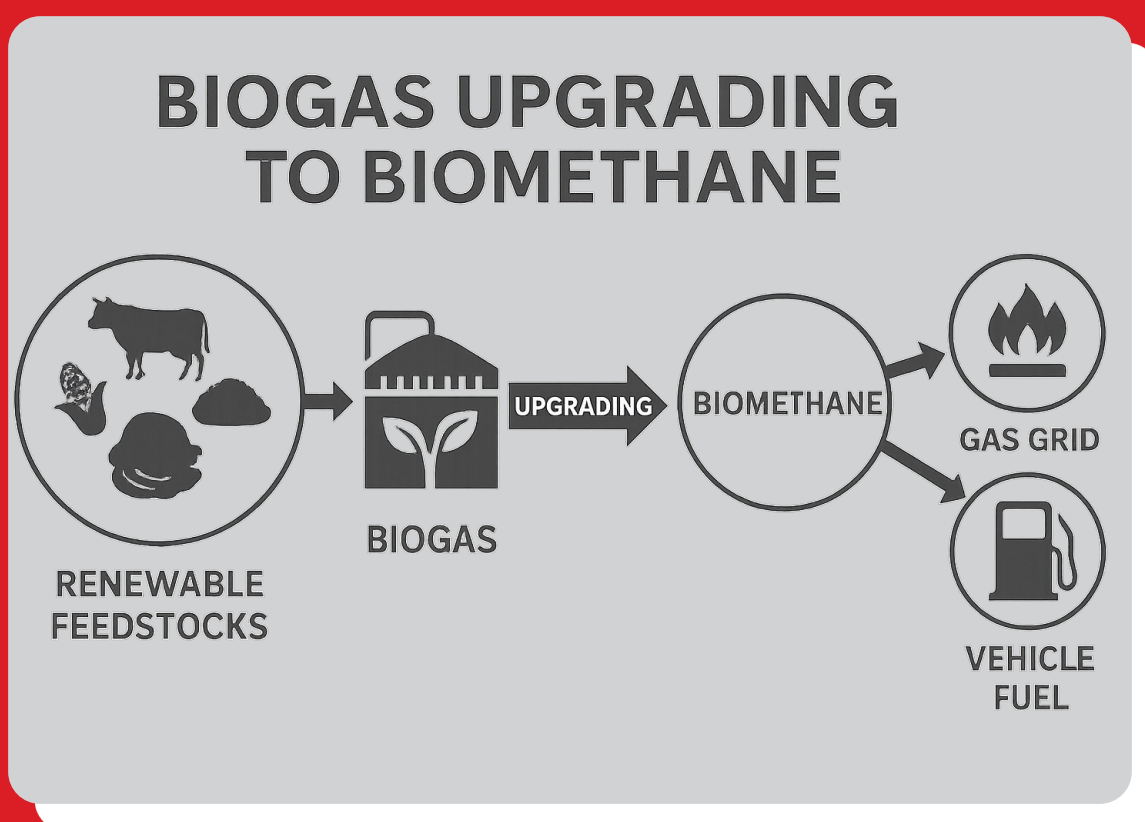 BIOGAS UPGRADING
TO BIOMETHANE
RENEWABLE
FEEDSTOCKS
BIOGAS
UPGRADING
BIOMETHANE
GAS GRID
VEHICLE
FUEL